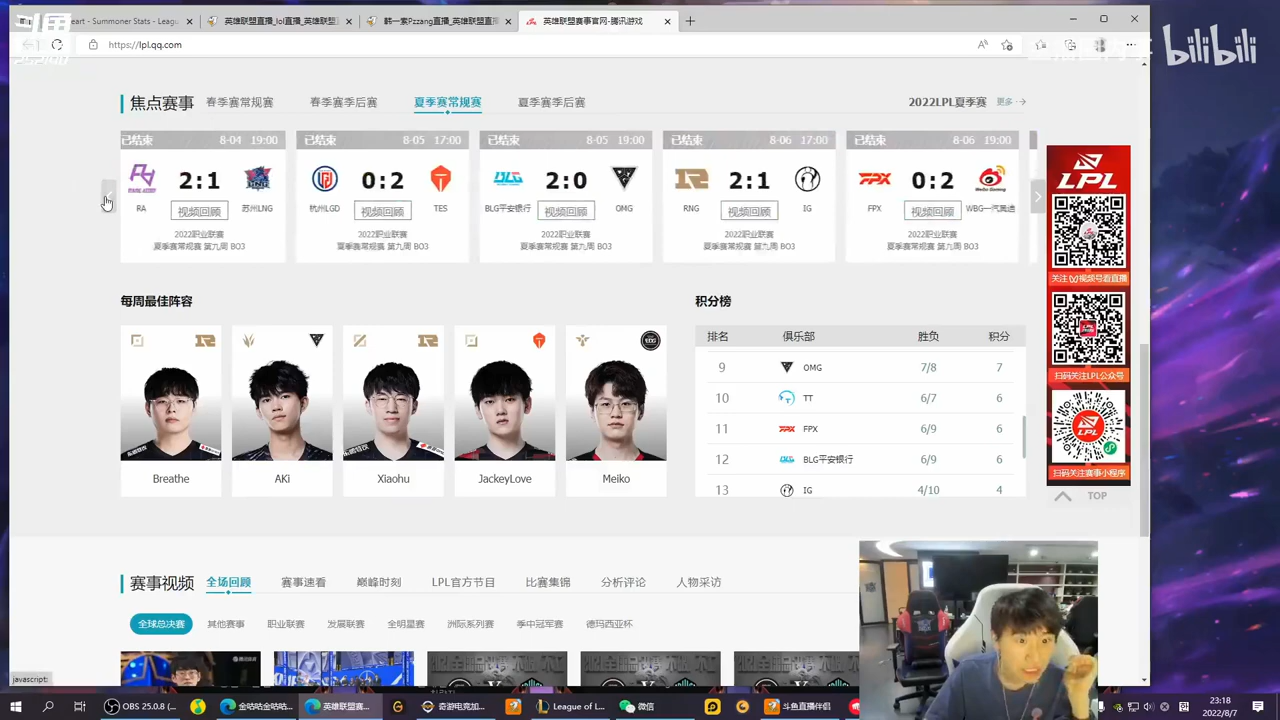 eart - Summoner Stats - Leag
英雄联盟直播_lol直播_英雄联
韩一素Pzzang直播_英雄联盟直
英雄联盟赛事官网-腾讯游戏
https://lpl.qq.com
bilibili
焦点赛事 春季赛常规赛 春季赛季后赛 夏季赛常规赛 夏季赛季后赛 2022LPL夏季赛 更多
已结束 8-04 19:00
已结束 8-05 17:00
已结束 8-05 19:00
已结束 8-06 17:00
已结束 8-06 19:00
2:1
0:2
2:0
2:1
0:2
RA 视频回顾 苏州LNG
杭州LGD 视频回顾 TES
BLG平安银行 视频回顾 OMG
RNG 视频回顾 IG
FPX 视频回顾 WBG一汽奥迪
2022职业联赛
夏季赛常规赛 第九周 BO3
2022职业联赛
夏季赛常规赛 第九周 BO3
2022职业联赛
夏季赛常规赛 第九周 BO3
2022职业联赛
夏季赛常规赛 第九周 BO3
2022职业联赛
夏季赛常规赛 第九周 BO3
每周最佳阵容
Breathe
AKi
Xiaohu
JackeyLove
Meiko
积分榜
排名 俱乐部 胜负 积分
9 OMG 7/8 7
10 TT 6/7 6
11 FPX 6/9 6
12 BLG平安银行 6/9 6
13 IG 4/10 4
LPL
关注LPL视频号看直播
扫码关注LPL公众号
扫码关注赛事小程序
TOP
赛事视频 全场回顾 赛事速看 巅峰时刻 LPL官方节目 比赛集锦 分析评论 人物采访
全球总决赛 其他赛事 职业联赛 发展联赛 全明星赛 洲际系列赛 季中冠军赛 德玛西亚杯
javascript:
OBS 25.0.8
金咕哈金咕咕...
英雄联盟赛...
奇游电竞加...
League of L...
微信
斗鱼直播伴侣
23:18
2022/8/7